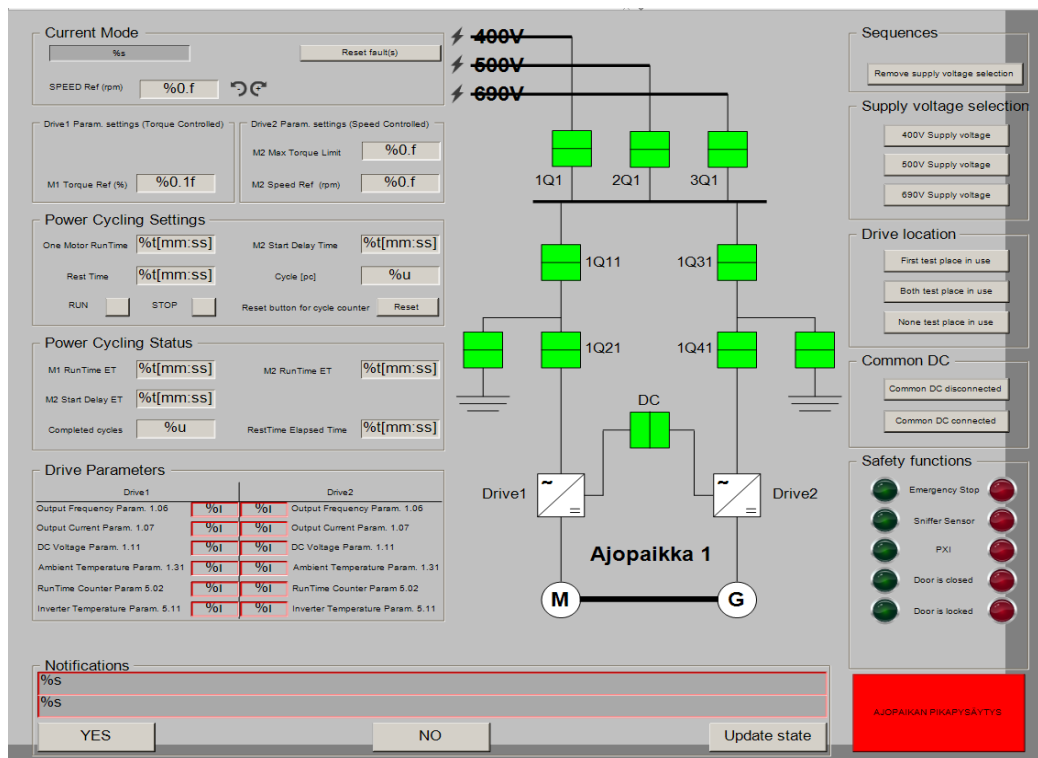 Current Mode
%s
Reset fault(s)
SPEED Ref (rpm)
%0.f
Drive1 Param. settings (Torque Controlled)
M1 Torque Ref (%)
%0.1f
Drive2 Param. settings (Speed Controlled)
M2 Max Torque Limit
%0.f
M2 Speed Ref (rpm)
%0.f
Power Cycling Settings
One Motor RunTime
%t[mm:ss]
M2 Start Delay Time
%t[mm:ss]
Rest Time
%t[mm:ss]
Cycle [pc]
%u
RUN
STOP
Reset button for cycle counter
Reset
Power Cycling Status
M1 RunTime ET
%t[mm:ss]
M2 RunTime ET
%t[mm:ss]
M2 Start Delay ET
%t[mm:ss]
Completed cycles
%u
RestTime Elapsed Time
%t[mm:ss]
Drive Parameters
Drive1
Drive2
Output Frequency Param. 1.06 %i %i Output Frequency Param. 1.06
Output Current Param. 1.07 %i %i Output Current Param. 1.07
DC Voltage Param. 1.11 %i %i DC Voltage Param. 1.11
Ambient Temperature Param. 1.31 %i %i Ambient Temperature Param. 1.31
RunTime Counter Param 5.02 %i %i RunTime Counter Param 5.02
Inverter Temperature Param. 5.11 %i %i Inverter Temperature Param. 5.11
400V
500V
690V
1Q1
2Q1
3Q1
1Q11
1Q31
1Q21
1Q41
DC
Drive1
~
=
~
=
Drive2
Ajopaikka 1
M
G
Sequences
Remove supply voltage selection
Supply voltage selection
400V Supply voltage
500V Supply voltage
690V Supply voltage
Drive location
First test place in use
Both test place in use
None test place in use
Common DC
Common DC disconnected
Common DC connected
Safety functions
Emergency Stop
Sniffer Sensor
PXI
Door is closed
Door is locked
Notifications
%s
%s
YES
NO
Update state
AJOPAIKAN PIKAPYSÄYTYS